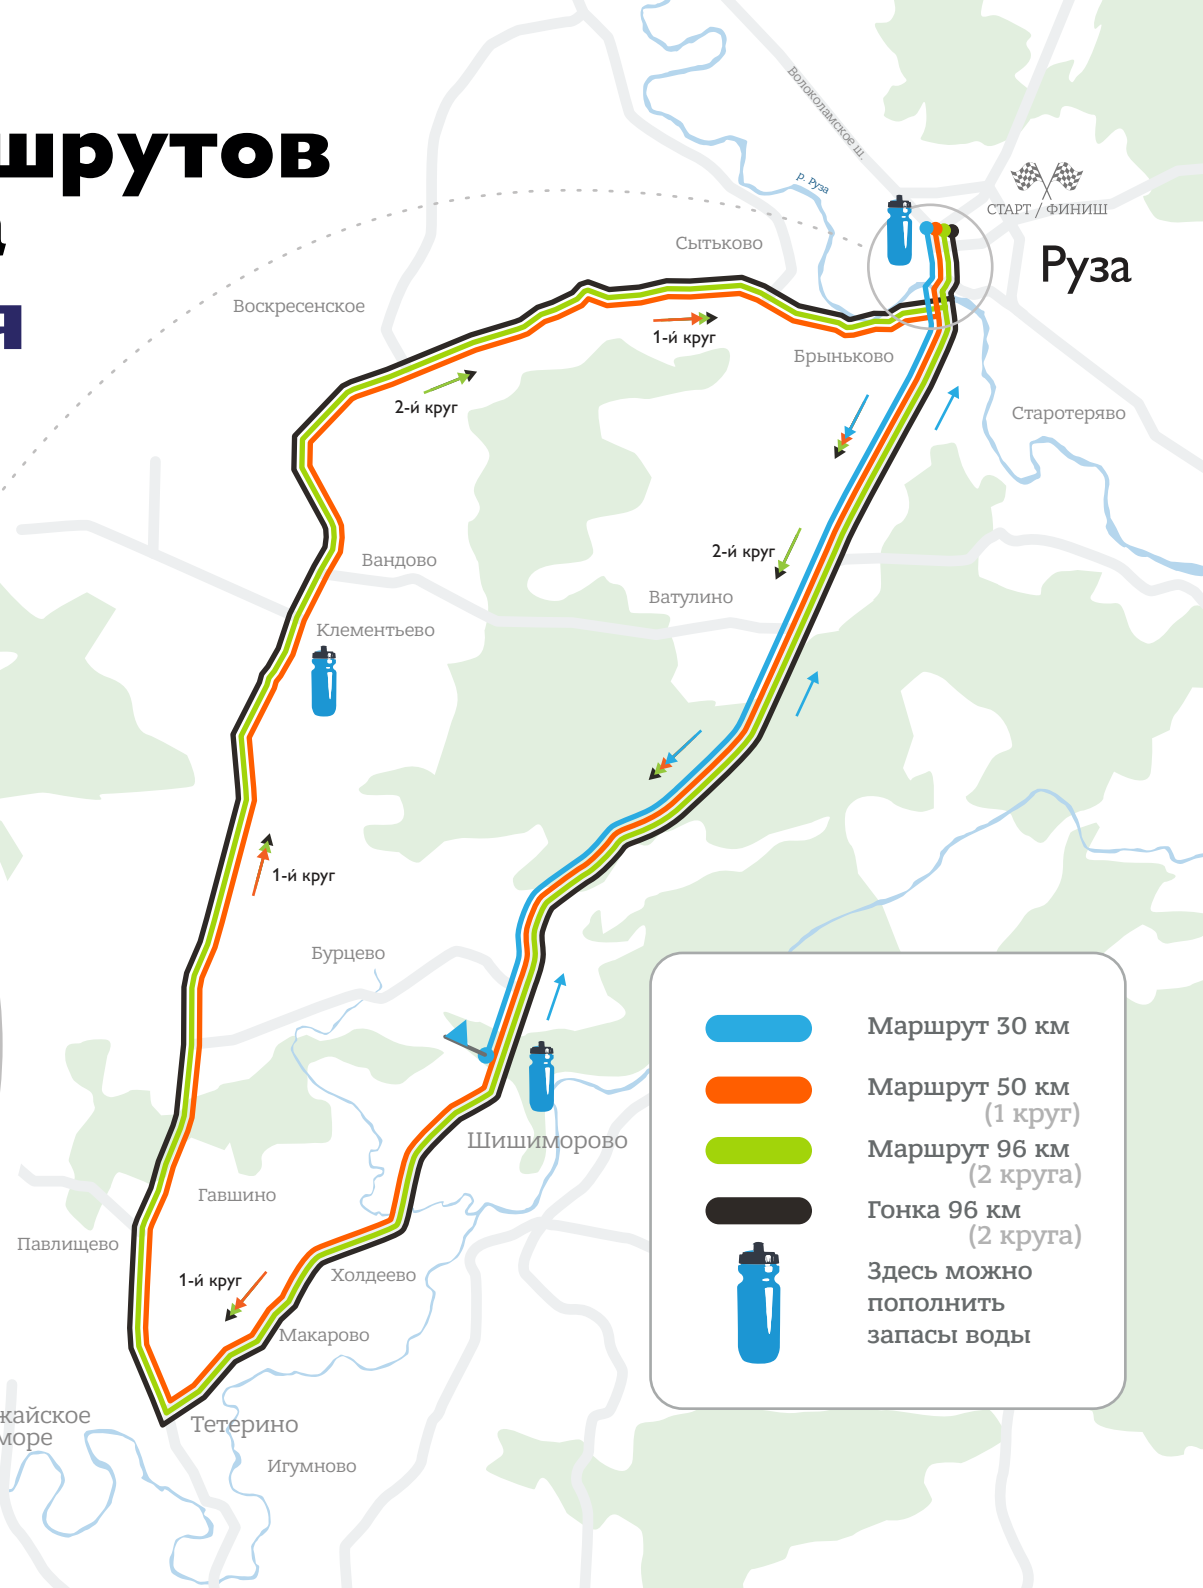 шрутов
а
я
Волоколамское ш.
р. Руза
СТАРТ / ФИНИШ
Руза
Сытьково
Воскресенское
1-й круг
Брыньково
2-й круг
Старотеряво
2-й круг
Вандово
Ватулино
Клементьево
1-й круг
Бурцево
Шишиморово
Гавшино
Павлищево
1-й круг
Холдеево
Макарово
Тетерино
жайское
море
Игумново
Маршрут 30 км
Маршрут 50 км
(1 круг)
Маршрут 96 км
(2 круга)
Гонка 96 км
(2 круга)
Здесь можно
пополнить
запасы воды